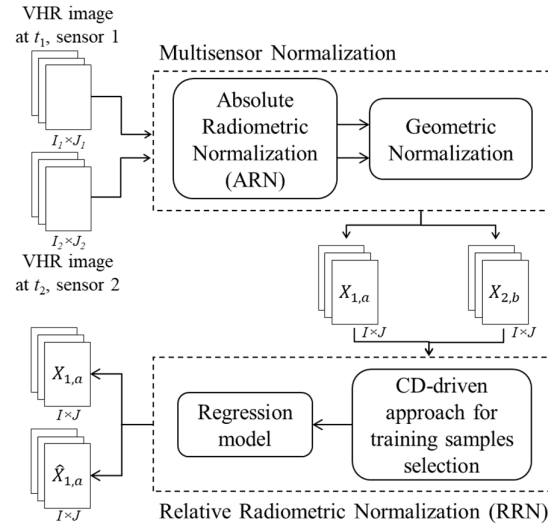 VHR image
at t₁, sensor 1
I₁×J₁
I₂×J₂
VHR image
at t₂, sensor 2
Multisensor Normalization
Absolute
Radiometric
Normalization
(ARN)
Geometric
Normalization
X₁,ₐ
I×J
X₂,b
I×J
CD-driven
approach for
training samples
selection
Regression
model
X₁,ₐ
I×J
X̂₁,ₐ
I×J
Relative Radiometric Normalization (RRN)